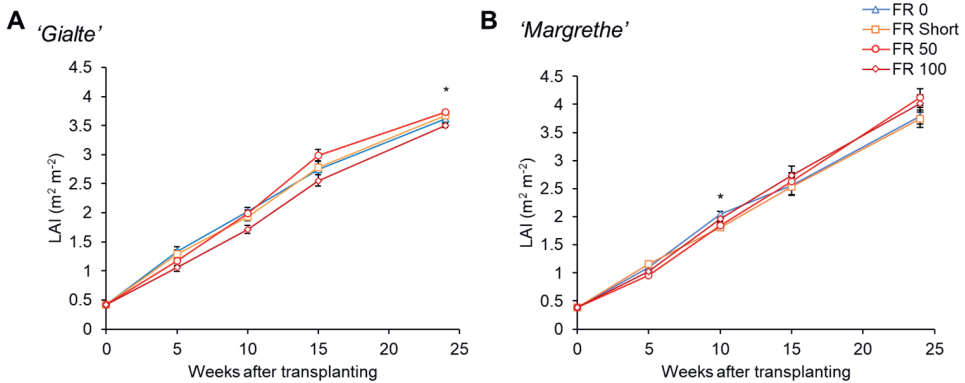 A
'Gialte'
4.5
4
3.5
3
2.5
2
1.5
1
0.5
0
LAI (m² m⁻²)
*
0 5 10 15 20 25
Weeks after transplanting
B
'Margrethe'
FR 0
FR Short
FR 50
FR 100
4.5
4
3.5
3
2.5
2
1.5
1
0.5
0
LAI (m² m⁻²)
*
0 5 10 15 20 25
Weeks after transplanting